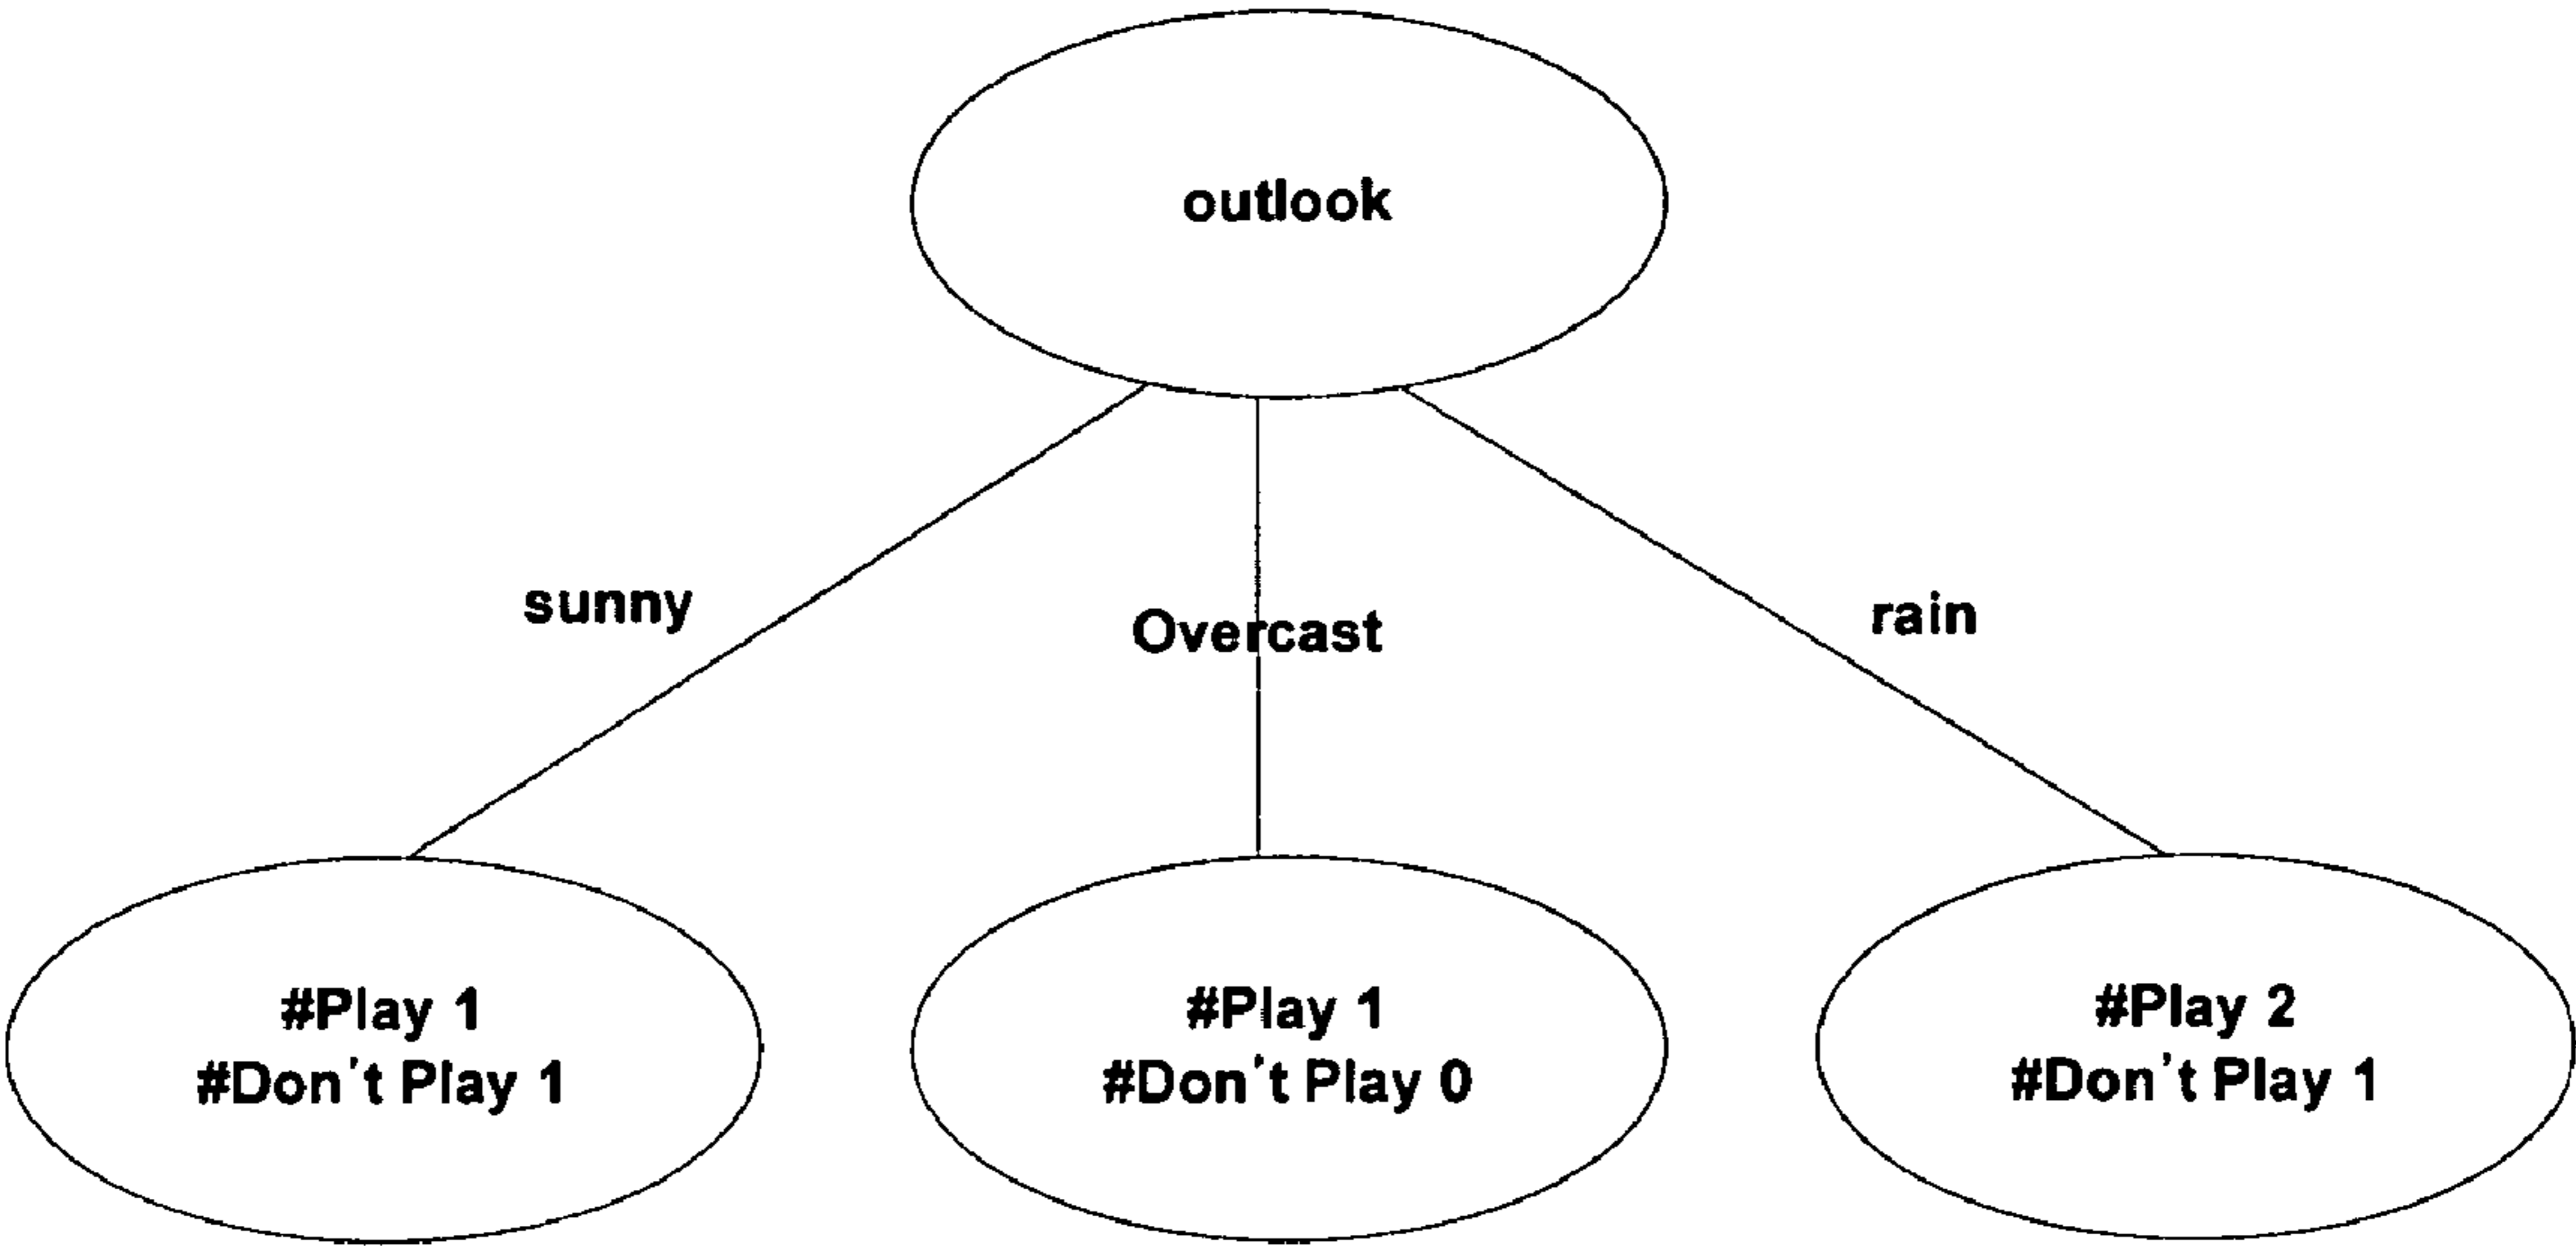 outlook
sunny
Overcast
rain
#Play 1
#Don't Play 1
#Play 1
#Don't Play 0
#Play 2
#Don't Play 1